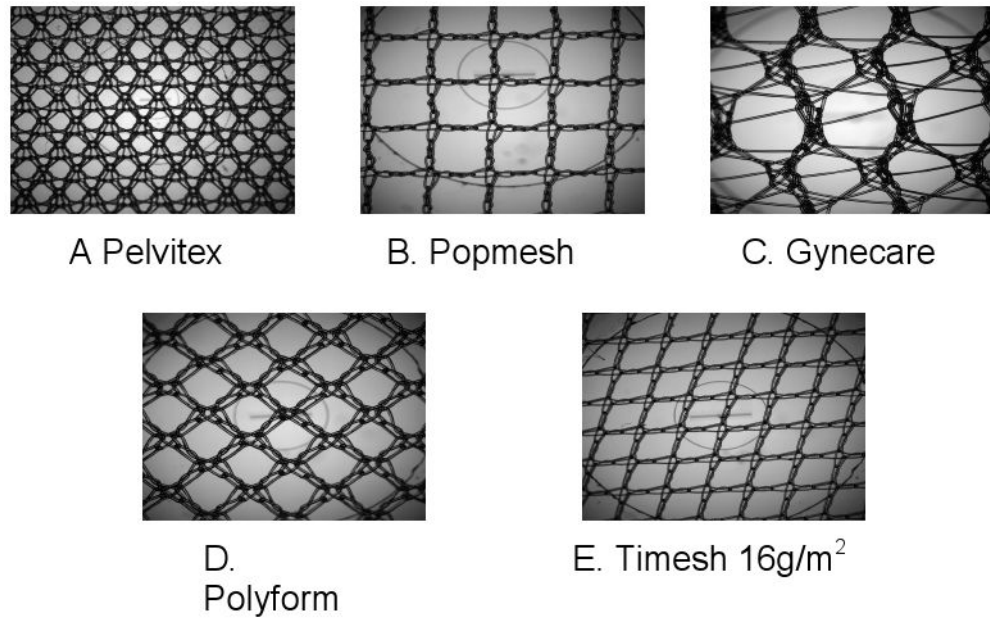 A Pelvitex
B. Popmesh
C. Gynecare
D.
Polyform
E. Timesh 16g/m²